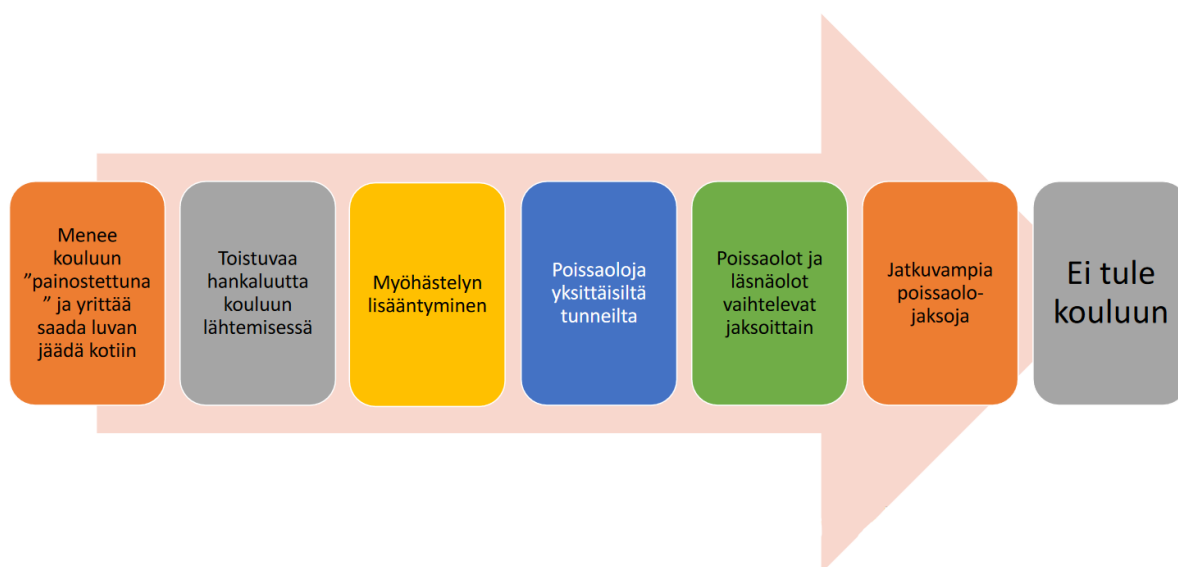 Menee
kouluun
”painostettuna
” ja yrittää
saada luvan
jäädä kotiin
Toistuvaa
hankaluutta
kouluun
lähtemisessä
Myöhästelyn
lisääntyminen
Poissaoloja
yksittäisiltä
tunneilta
Poissaolot ja
läsnäolot
vaihtelevat
jaksoittain
Jatkuvampia
poissaolo-
jaksoja
Ei tule
kouluun